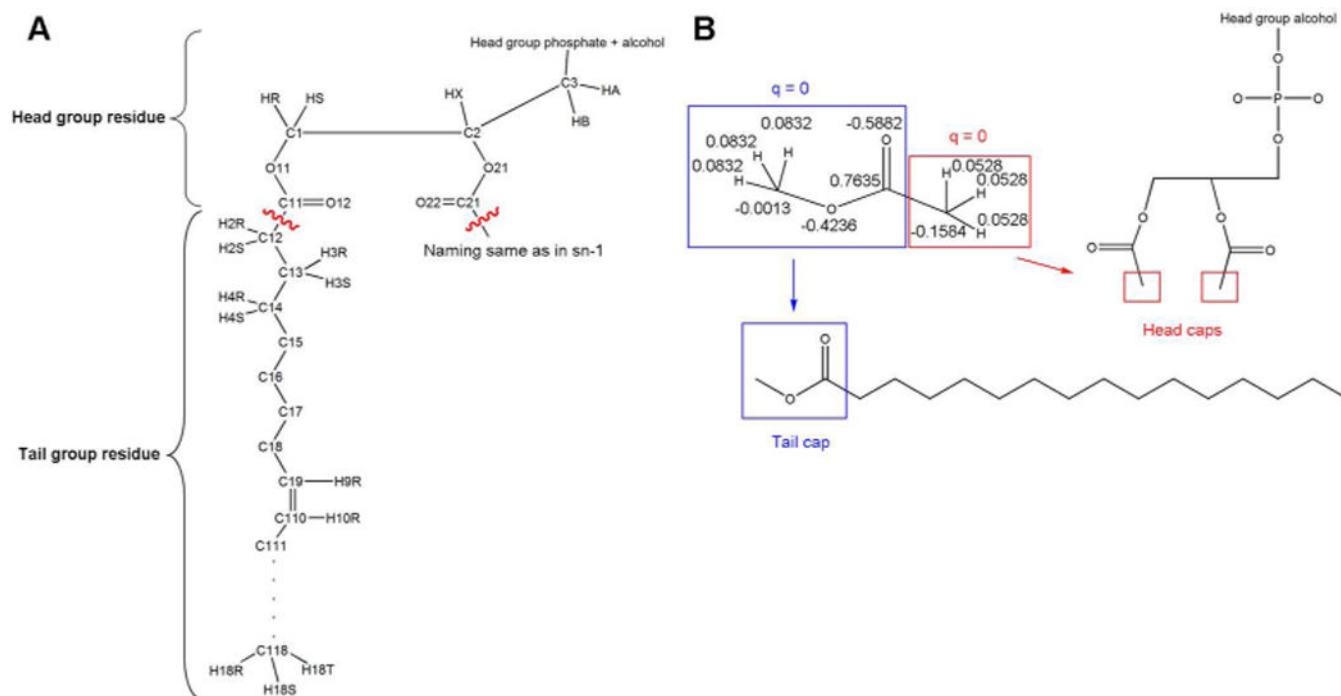 A
Head group phosphate + alcohol
HR HS HX C3 HA
HB
Head group residue
C1 C2
O11 O21
C11 O12 O22 C21
H2R C12
H2S
Naming same as in sn-1
H3R
C13
H3S
H4R
C14
H4S
C15
C16
C17
Tail group residue
C18
C19 H9R
C110 H10R
C111
C118
H18R H18T
H18S
B
Head group alcohol
O
O P O
O
q = 0
0.0832 -0.5882
0.0832 O
0.0832 H H
H 0.7635
-0.0013 O
-0.4236
q = 0
0.0528
H 0.0528
H
0.0528
-0.1584 H
O O
O O
Head caps
O
O
Tail cap